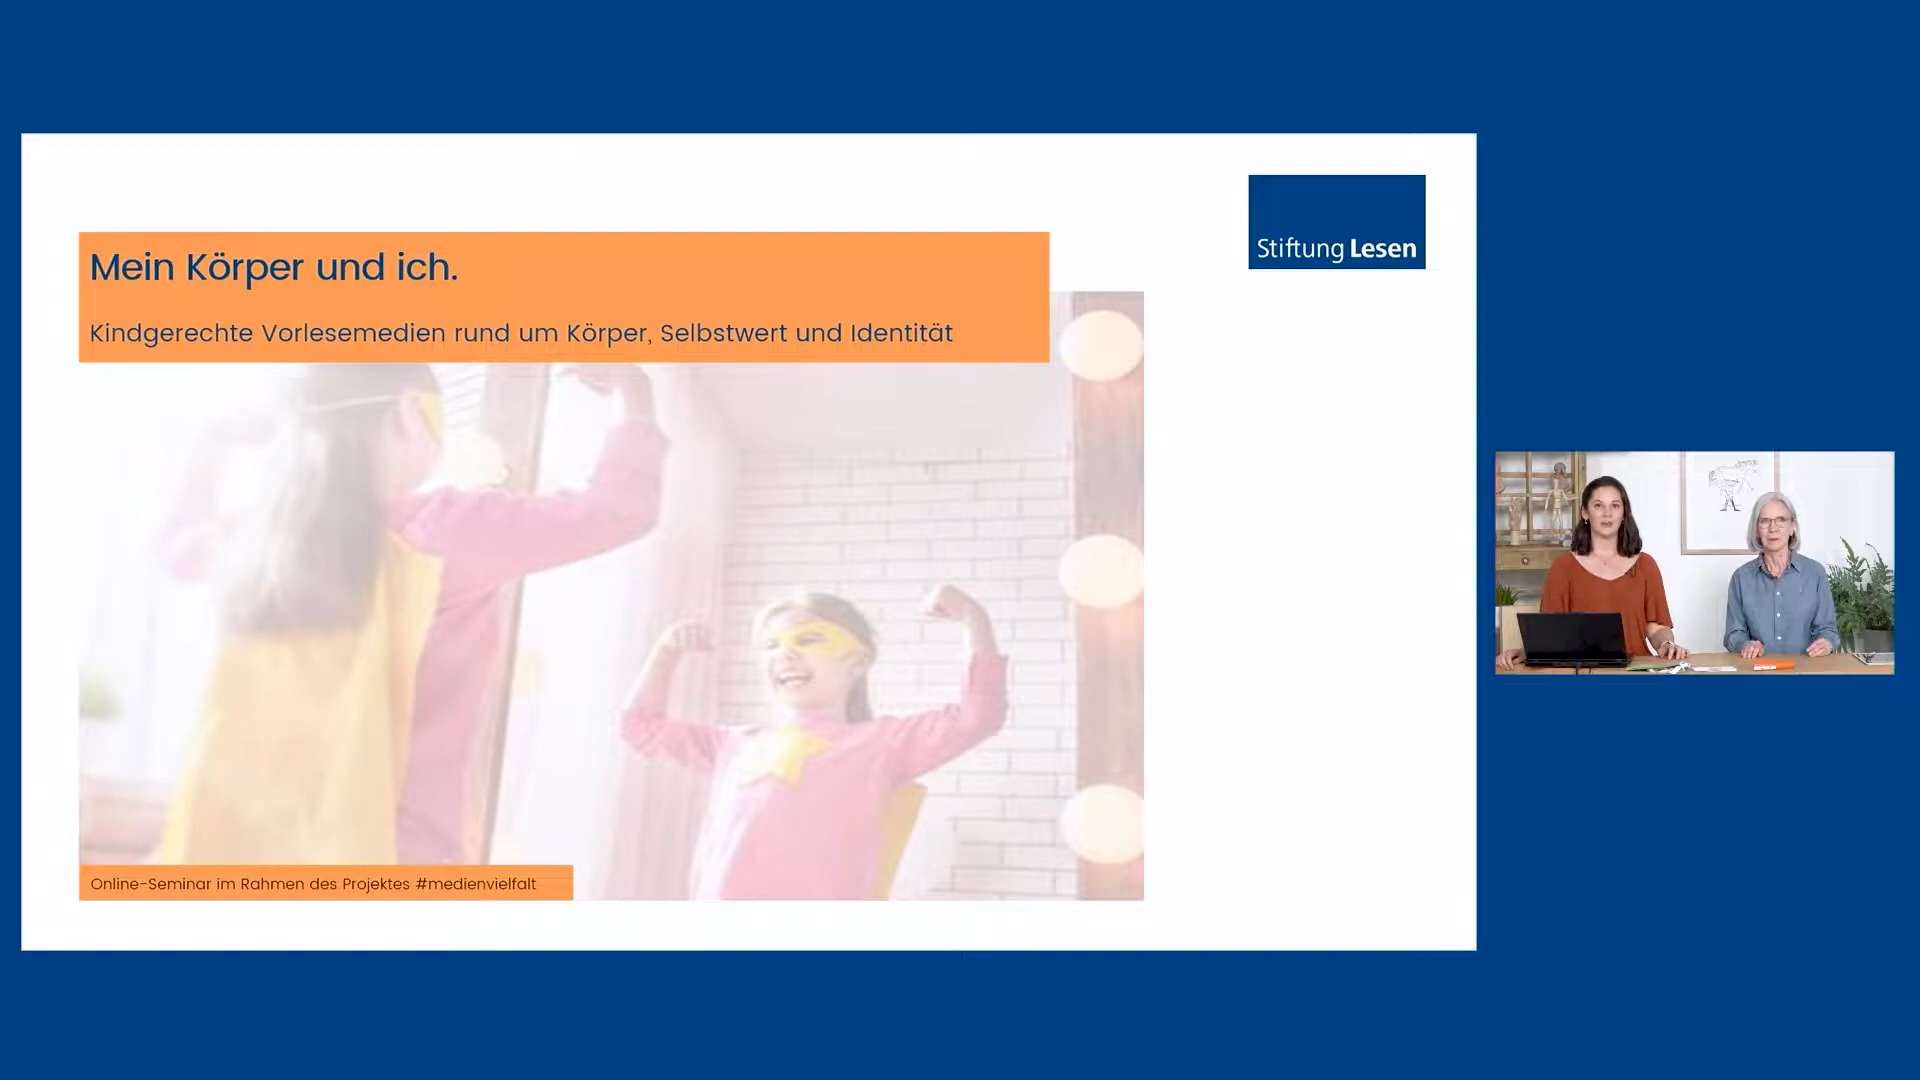 Stiftung Lesen
Mein Körper und ich.
Kindgerechte Vorlesemedien rund um Körper, Selbstwert und Identität
Online-Seminar im Rahmen des Projektes #medienvielfalt